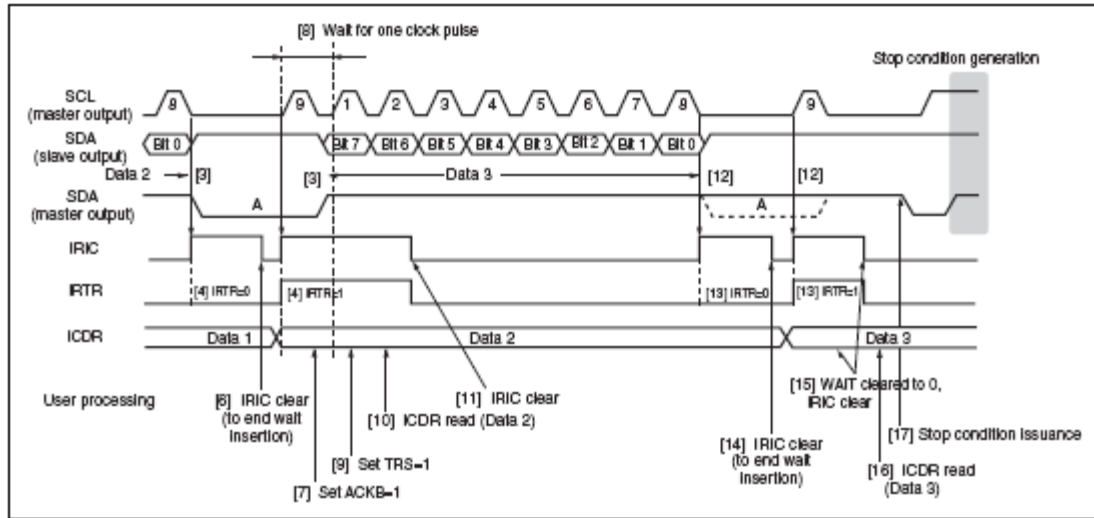 [8] Wait for one clock pulse
Stop condition generation
SCL
(master output)
8 9 1 2 3 4 5 6 7 8 9
SDA
(slave output)
Bit 0 Bit 7 Bit 6 Bit 5 Bit 4 Bit 3 Bit 2 Bit 1 Bit 0
Data 2 [3] [3] Data 3 [12] [12]
SDA
(master output)
A A
IRIC
IRTR
[4] IRTR=0 [4] IRTR=1 [13] IRTR=0 [13] IRTR=1
ICDR
Data 1 Data 2 Data 3
User processing
[6] IRIC clear
(to end wait
insertion)
[7] Set ACKB=1
[9] Set TRS=1
[10] ICDR read (Data 2)
[11] IRIC clear
[14] IRIC clear
(to end wait
insertion)
[15] WAIT cleared to 0,
IRIC clear
[17] Stop condition issuance
[16] ICDR read
(Data 3)